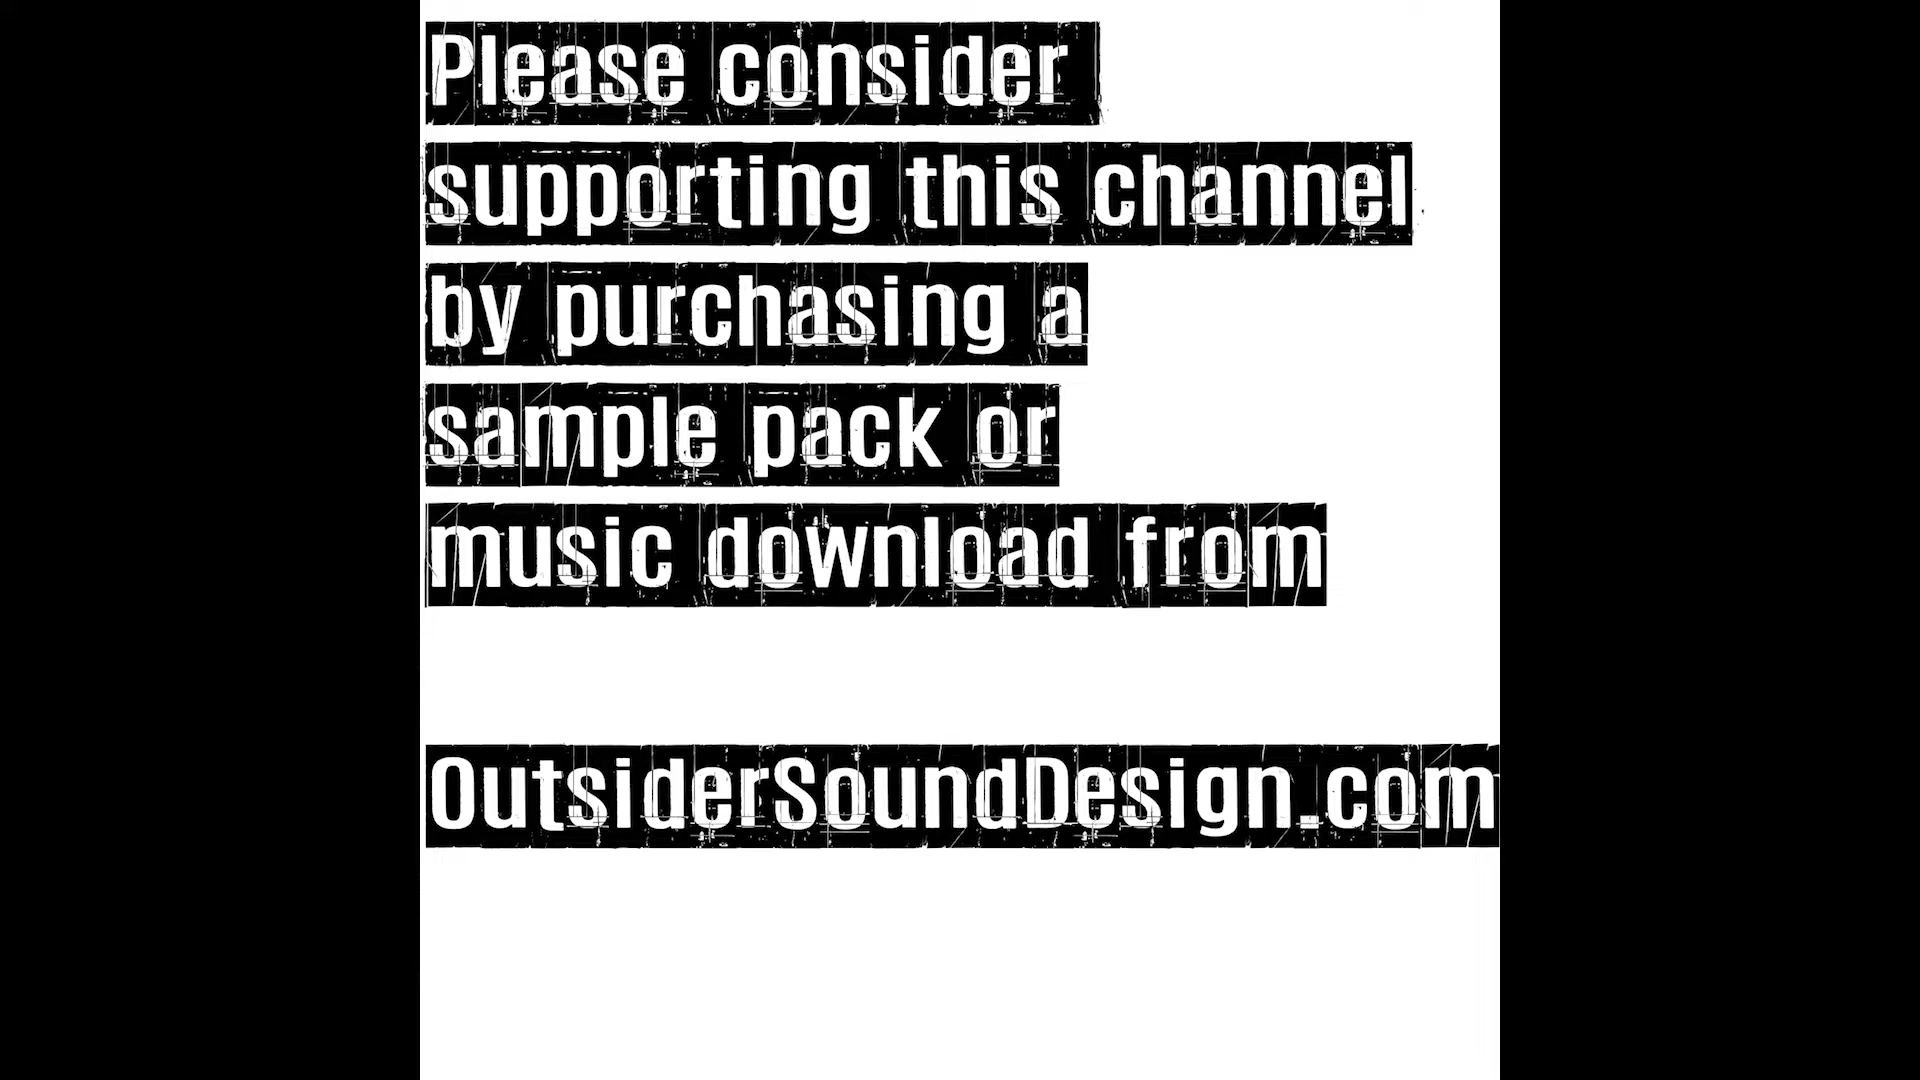 Please consider
supporting this channel
by purchasing a
sample pack or
music download from
OutsiderSoundDesign.com